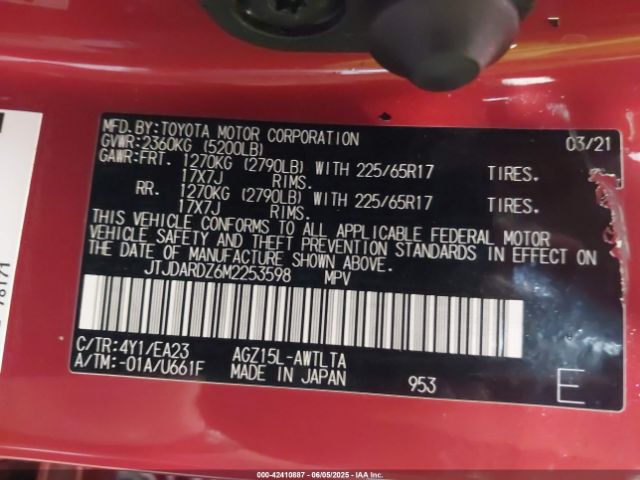 MFD. BY: TOYOTA MOTOR CORPORATION 03/21
GVWR: 2360KG (5200LB)
GAWR: FRT. 1270KG (2790LB) WITH 225/65R17 TIRES.
17X7J RIMS.
RR. 1270KG (2790LB) WITH 225/65R17 TIRES.
17X7J RIMS.
THIS VEHICLE CONFORMS TO ALL APPLICABLE FEDERAL MOTOR
VEHICLE SAFETY AND THEFT PREVENTION STANDARDS IN EFFECT ON
THE DATE OF MANUFACTURE SHOWN ABOVE.
JTJDARDZ6M2253598 MPV
C/TR: 4Y1/EA23 AGZ15L-AWTLTA
A/TM: -01A/U661F MADE IN JAPAN 953 E
000-42410887 - 06/05/2025 - IAA Inc.